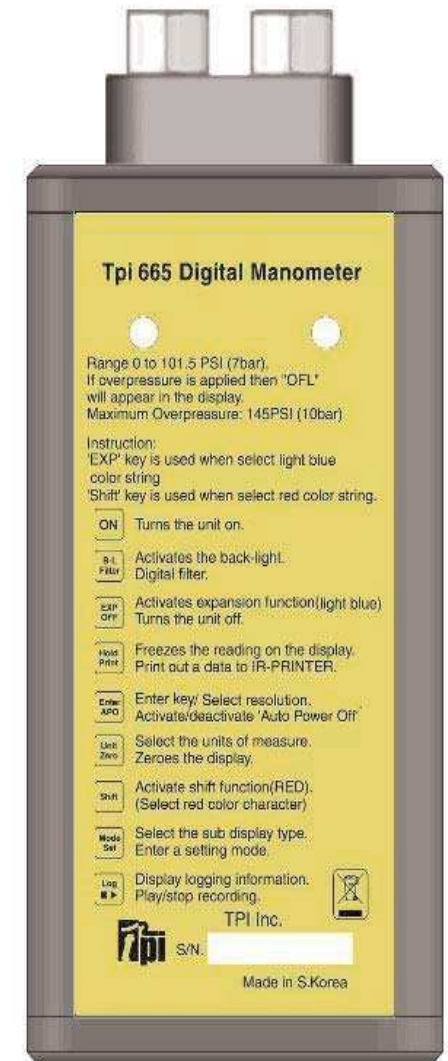 Tpi 665 Digital Manometer
Range 0 to 101.5 PSI (7bar).
If overpressure is applied then "OFL"
will appear in the display.
Maximum Overpressure: 145PSI (10bar)
Instruction:
'EXP' key is used when select light blue
color string
'Shift' key is used when select red color string.
ON Turns the unit on.
B-L Activates the back-light.
Filter Digital filter.
EXP Activates expansion function(light blue)
OFF Turns the unit off.
Hold Freezes the reading on the display.
Print Print out a data to IR-PRINTER.
Enter Enter key/ Select resolution.
APO Activate/deactivate 'Auto Power Off'
Unit Select the units of measure.
Zero Zeroes the display.
Shift Activate shift function(RED).
(Select red color character)
Mode Select the sub display type.
Set Enter a setting mode.
Log Display logging information.
Play/stop recording.
TPI Inc.
tpi S/N.
Made in S.Korea